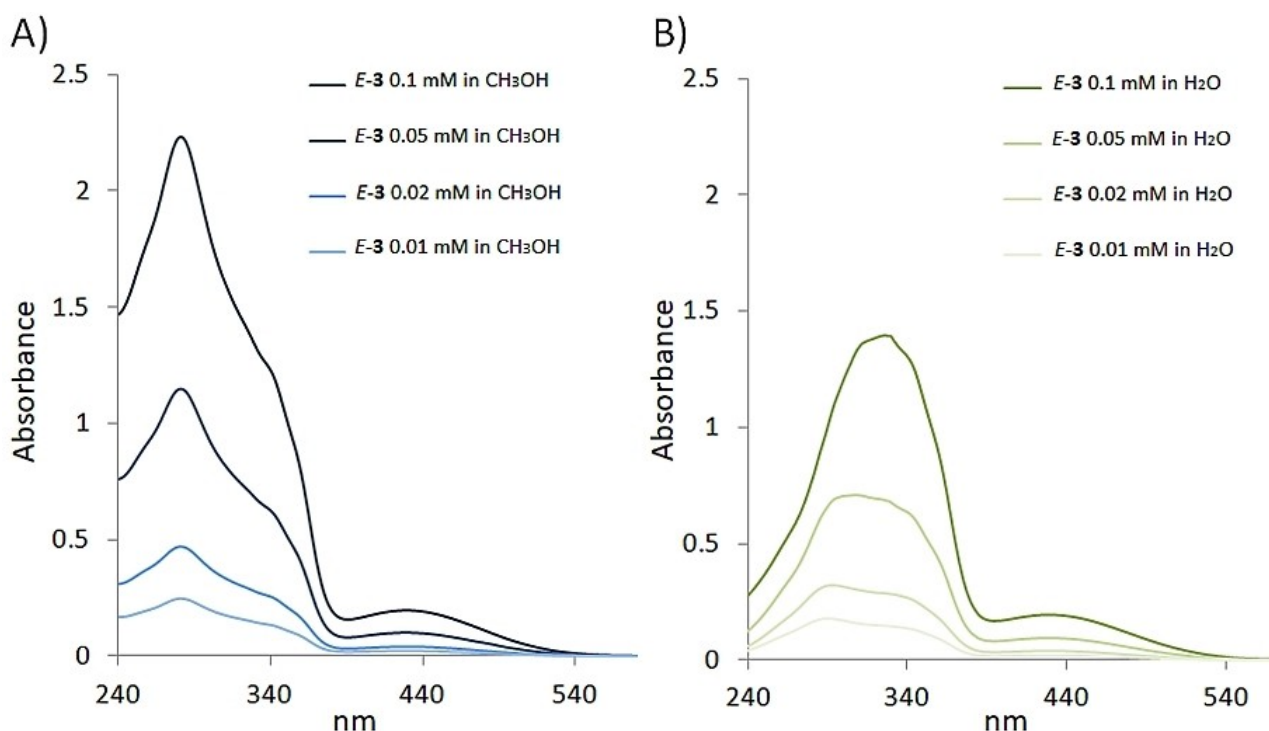 A)
2.5
2
1.5
1
0.5
0
Absorbance
240
340
440
540
nm
E-3 0.1 mM in CH₃OH
E-3 0.05 mM in CH₃OH
E-3 0.02 mM in CH₃OH
E-3 0.01 mM in CH₃OH
B)
2.5
2
1.5
1
0.5
0
Absorbance
240
340
440
540
nm
E-3 0.1 mM in H₂O
E-3 0.05 mM in H₂O
E-3 0.02 mM in H₂O
E-3 0.01 mM in H₂O